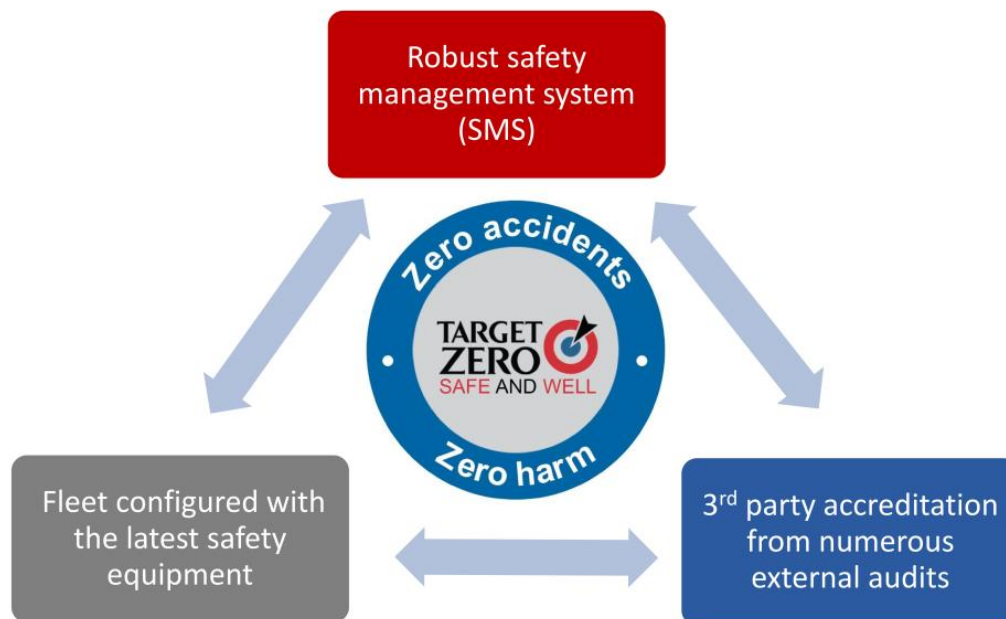 Robust safety
management system
(SMS)
Zero accidents
TARGET
ZERO
SAFE AND WELL
Zero harm
Fleet configured with
the latest safety
equipment
3rd party accreditation
from numerous
external audits